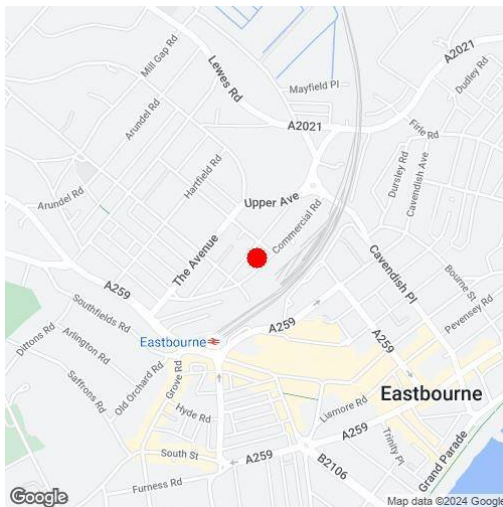 Mill Gap Rd
Lewes Rd
A2021
Mayfield Pl
Dudley Rd
Arundel Rd
A2021
Firle Rd
Hartfield Rd
Dursley Rd
Cavendish Ave
Arundel Rd
Upper Ave
Commercial Rd
The Avenue
Cavendish Pl
A259
Bourne St
Southfields Rd
Pevensey Rd
Dittons Rd
Arlington Rd
Eastbourne
A259
A259
Saffrons Rd
Old Orchard Rd
Grove Rd
Eastbourne
Hyde Rd
Lismore Rd
Trinity Pl
Grand Parade
South St
A259
A259
B2106
Furness Rd
Google
Map data ©2024 Google